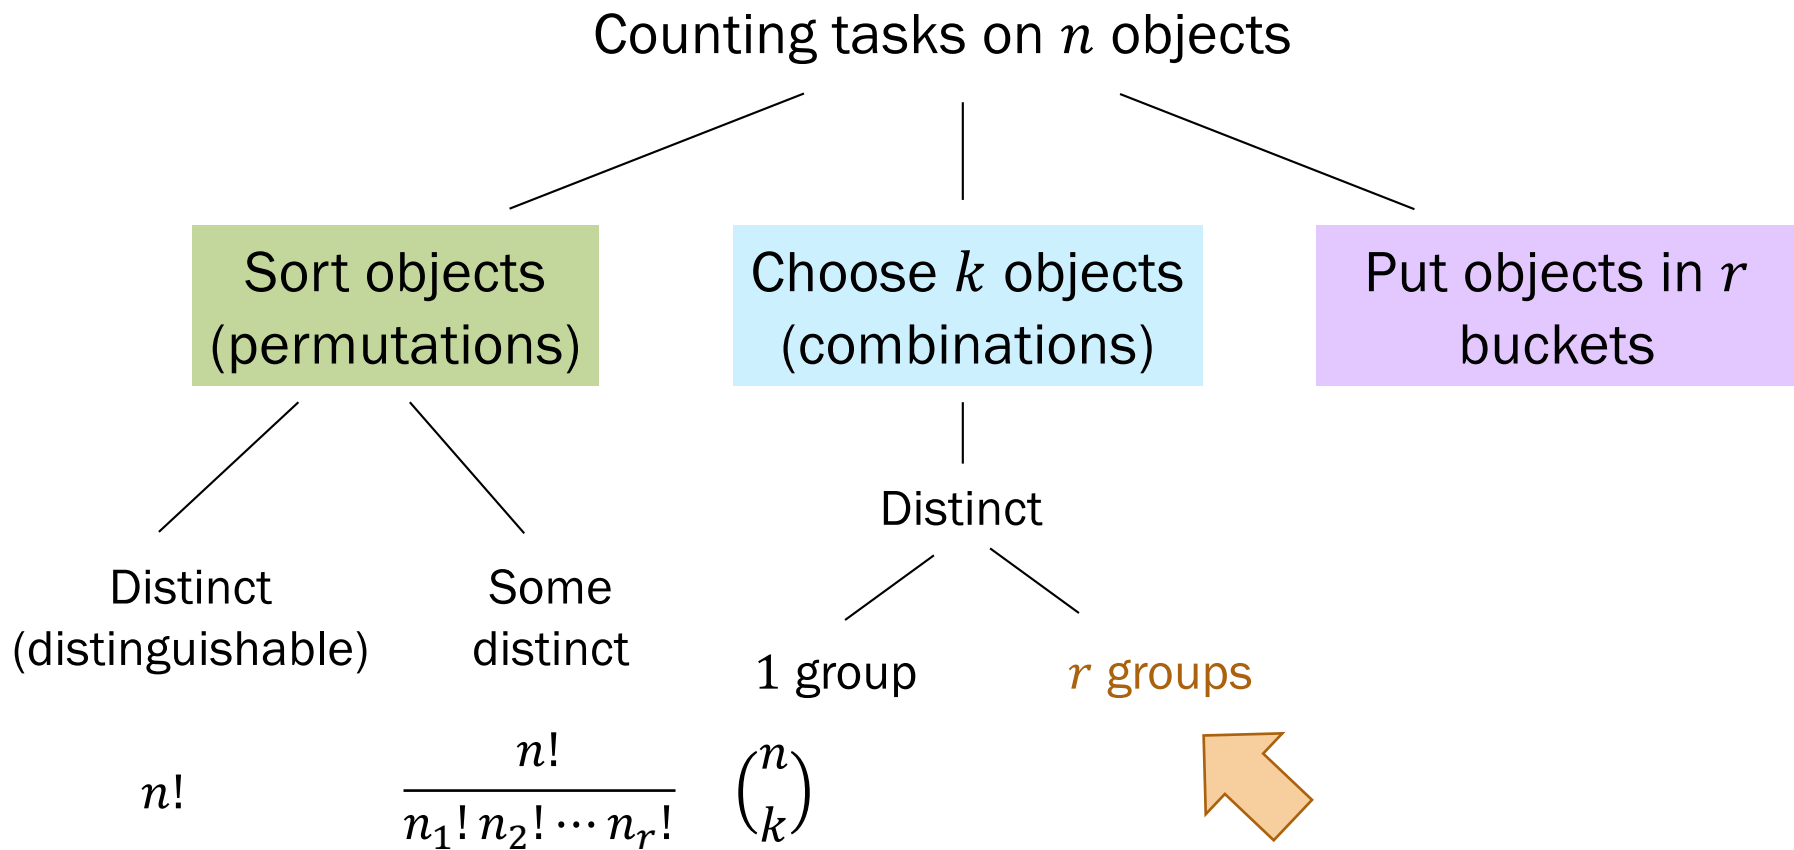 Counting tasks on n objects
Sort objects
(permutations)
Choose k objects
(combinations)
Put objects in r
buckets
Distinct
(distinguishable)
Some
distinct
Distinct
1 group
r groups
n!
n!
n₁! n₂! ⋯ nᵣ!
(n
k)